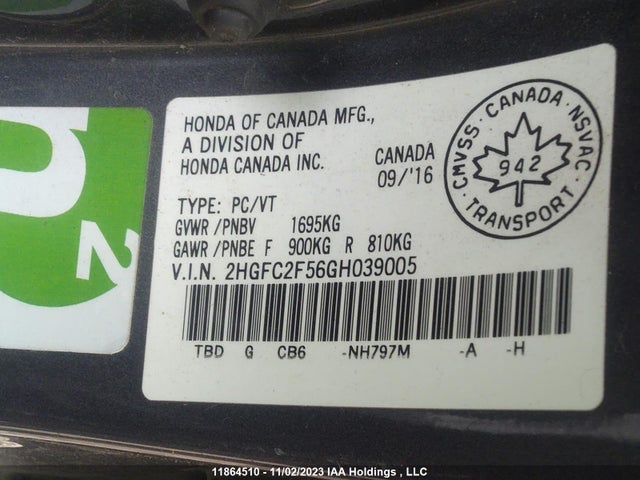 HONDA OF CANADA MFG.,
A DIVISION OF
HONDA CANADA INC.
CANADA
09/'16
TYPE: PC/VT
GVWR /PNBV 1695KG
GAWR /PNBE F 900KG R 810KG
V.I.N. 2HGFC2F56GH039005
TBD G CB6 -NH797M -A -H
CMVSS · CANADA · NSVAC · TRANSPORT ·
942
n2
11864510 - 11/02/2023 IAA Holdings , LLC